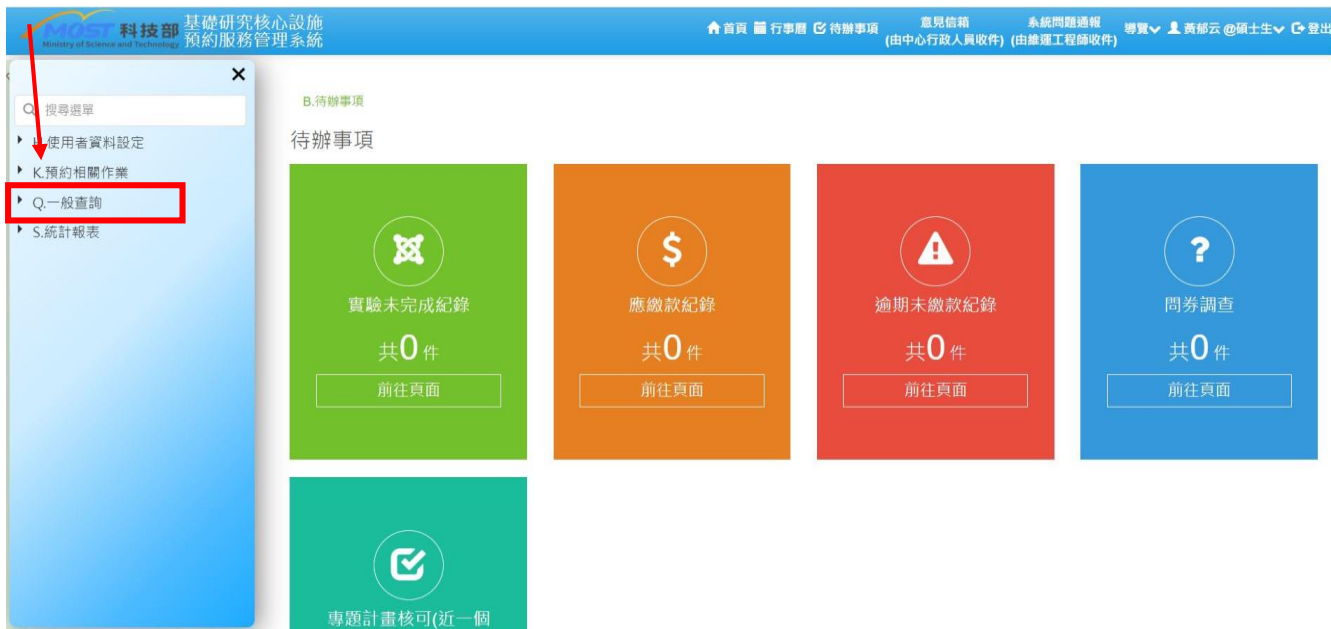 MOST 科技部
Ministry of Science and Technology
基礎研究核心設施
預約服務管理系統
首頁 行事曆 待辦事項 意見信箱 (由中心行政人員收件) 系統問題通報 (由維運工程師收件) 導覽 黃郁云 @碩士生 登出
搜尋選單
使用者資料設定
K.預約相關作業
Q.一般查詢
S.統計報表
B.待辦事項
待辦事項
實驗未完成紀錄
共0件
前往頁面
應繳款紀錄
共0件
前往頁面
逾期未繳款紀錄
共0件
前往頁面
問券調查
共0件
前往頁面
專題計畫核可(近一個